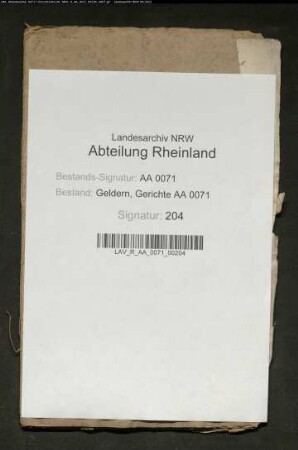 Landesarchiv NRW
Abteilung Rheinland
Bestands-Signatur: AA 0071
Bestand: Geldern, Gerichte AA 0071
Signatur: 204
LAV_R_AA_0071_00204